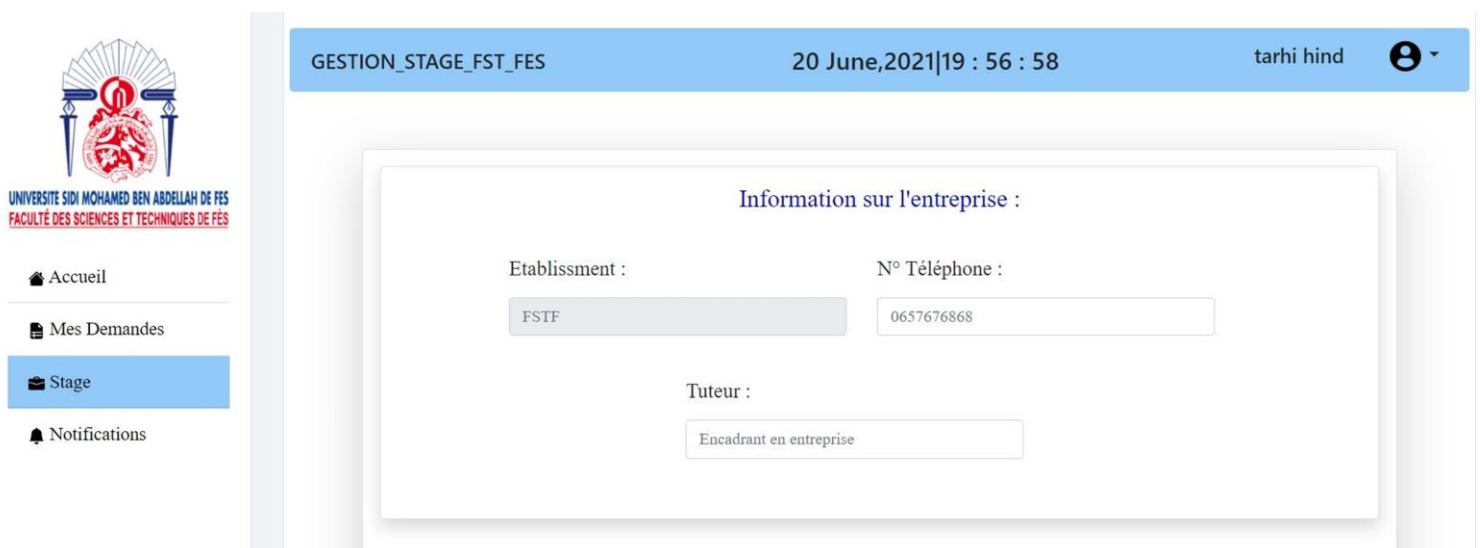 UNIVERSITE SIDI MOHAMED BEN ABDELLAH DE FES
FACULTÉ DES SCIENCES ET TECHNIQUES DE FÈS
Accueil
Mes Demandes
Stage
Notifications
GESTION_STAGE_FST_FES 20 June,2021|19 : 56 : 58 tarhi hind
Information sur l'entreprise :
Etablissment : N° Téléphone :
FSTF 0657676868
Tuteur :
Encadrant en entreprise